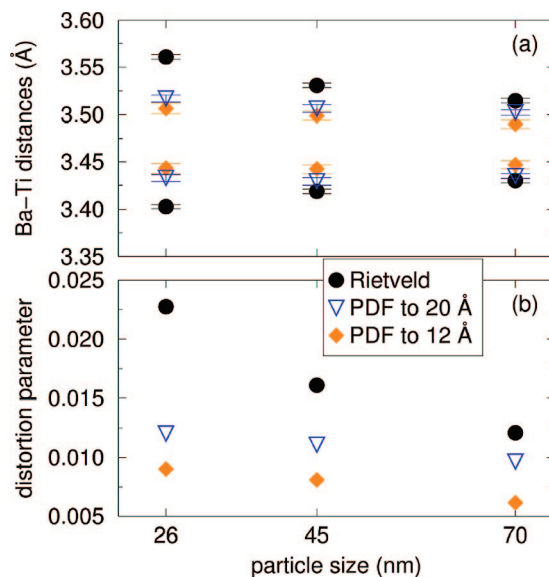 Ba–Ti distances (Å)
3.60
3.55
3.50
3.45
3.40
3.35
(a)
distortion parameter
0.025
0.020
0.015
0.010
0.005
(b)
Rietveld
PDF to 20 Å
PDF to 12 Å
26
45
70
particle size (nm)